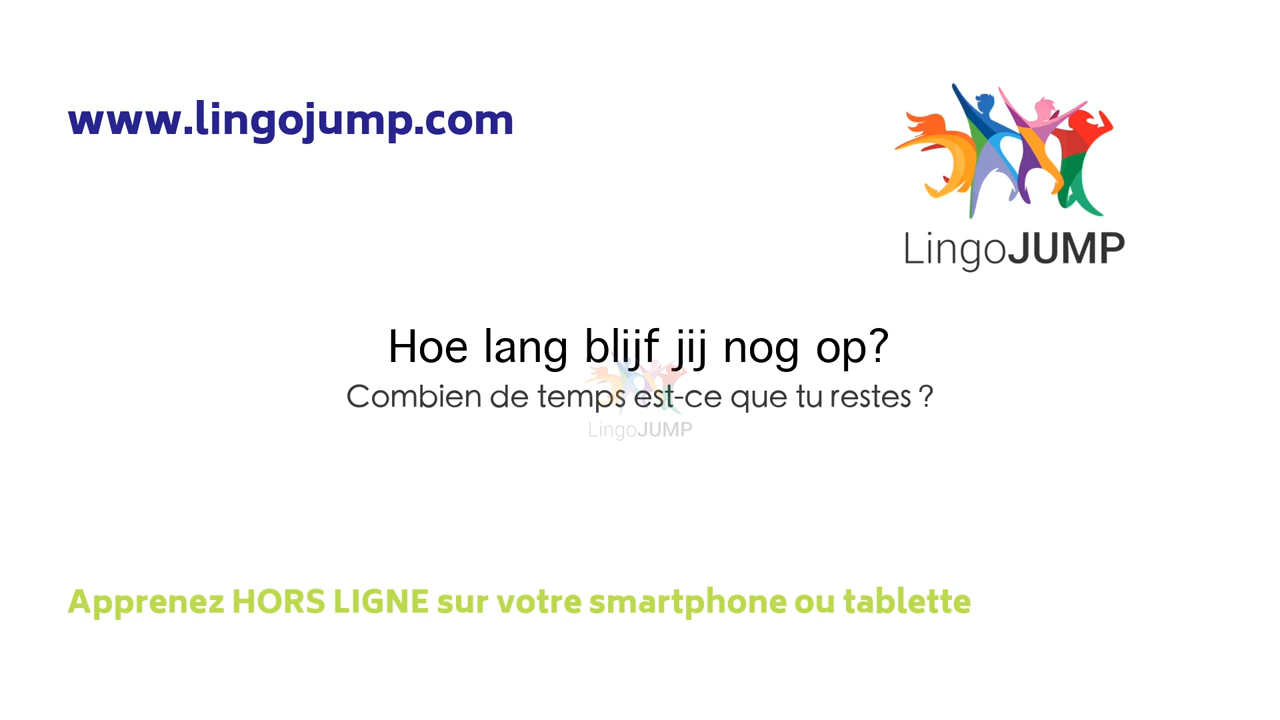 www.lingojump.com
LingoJUMP
Hoe lang blijf jij nog op?
Combien de temps est-ce que tu restes ?
LingoJUMP
Apprenez HORS LIGNE sur votre smartphone ou tablette